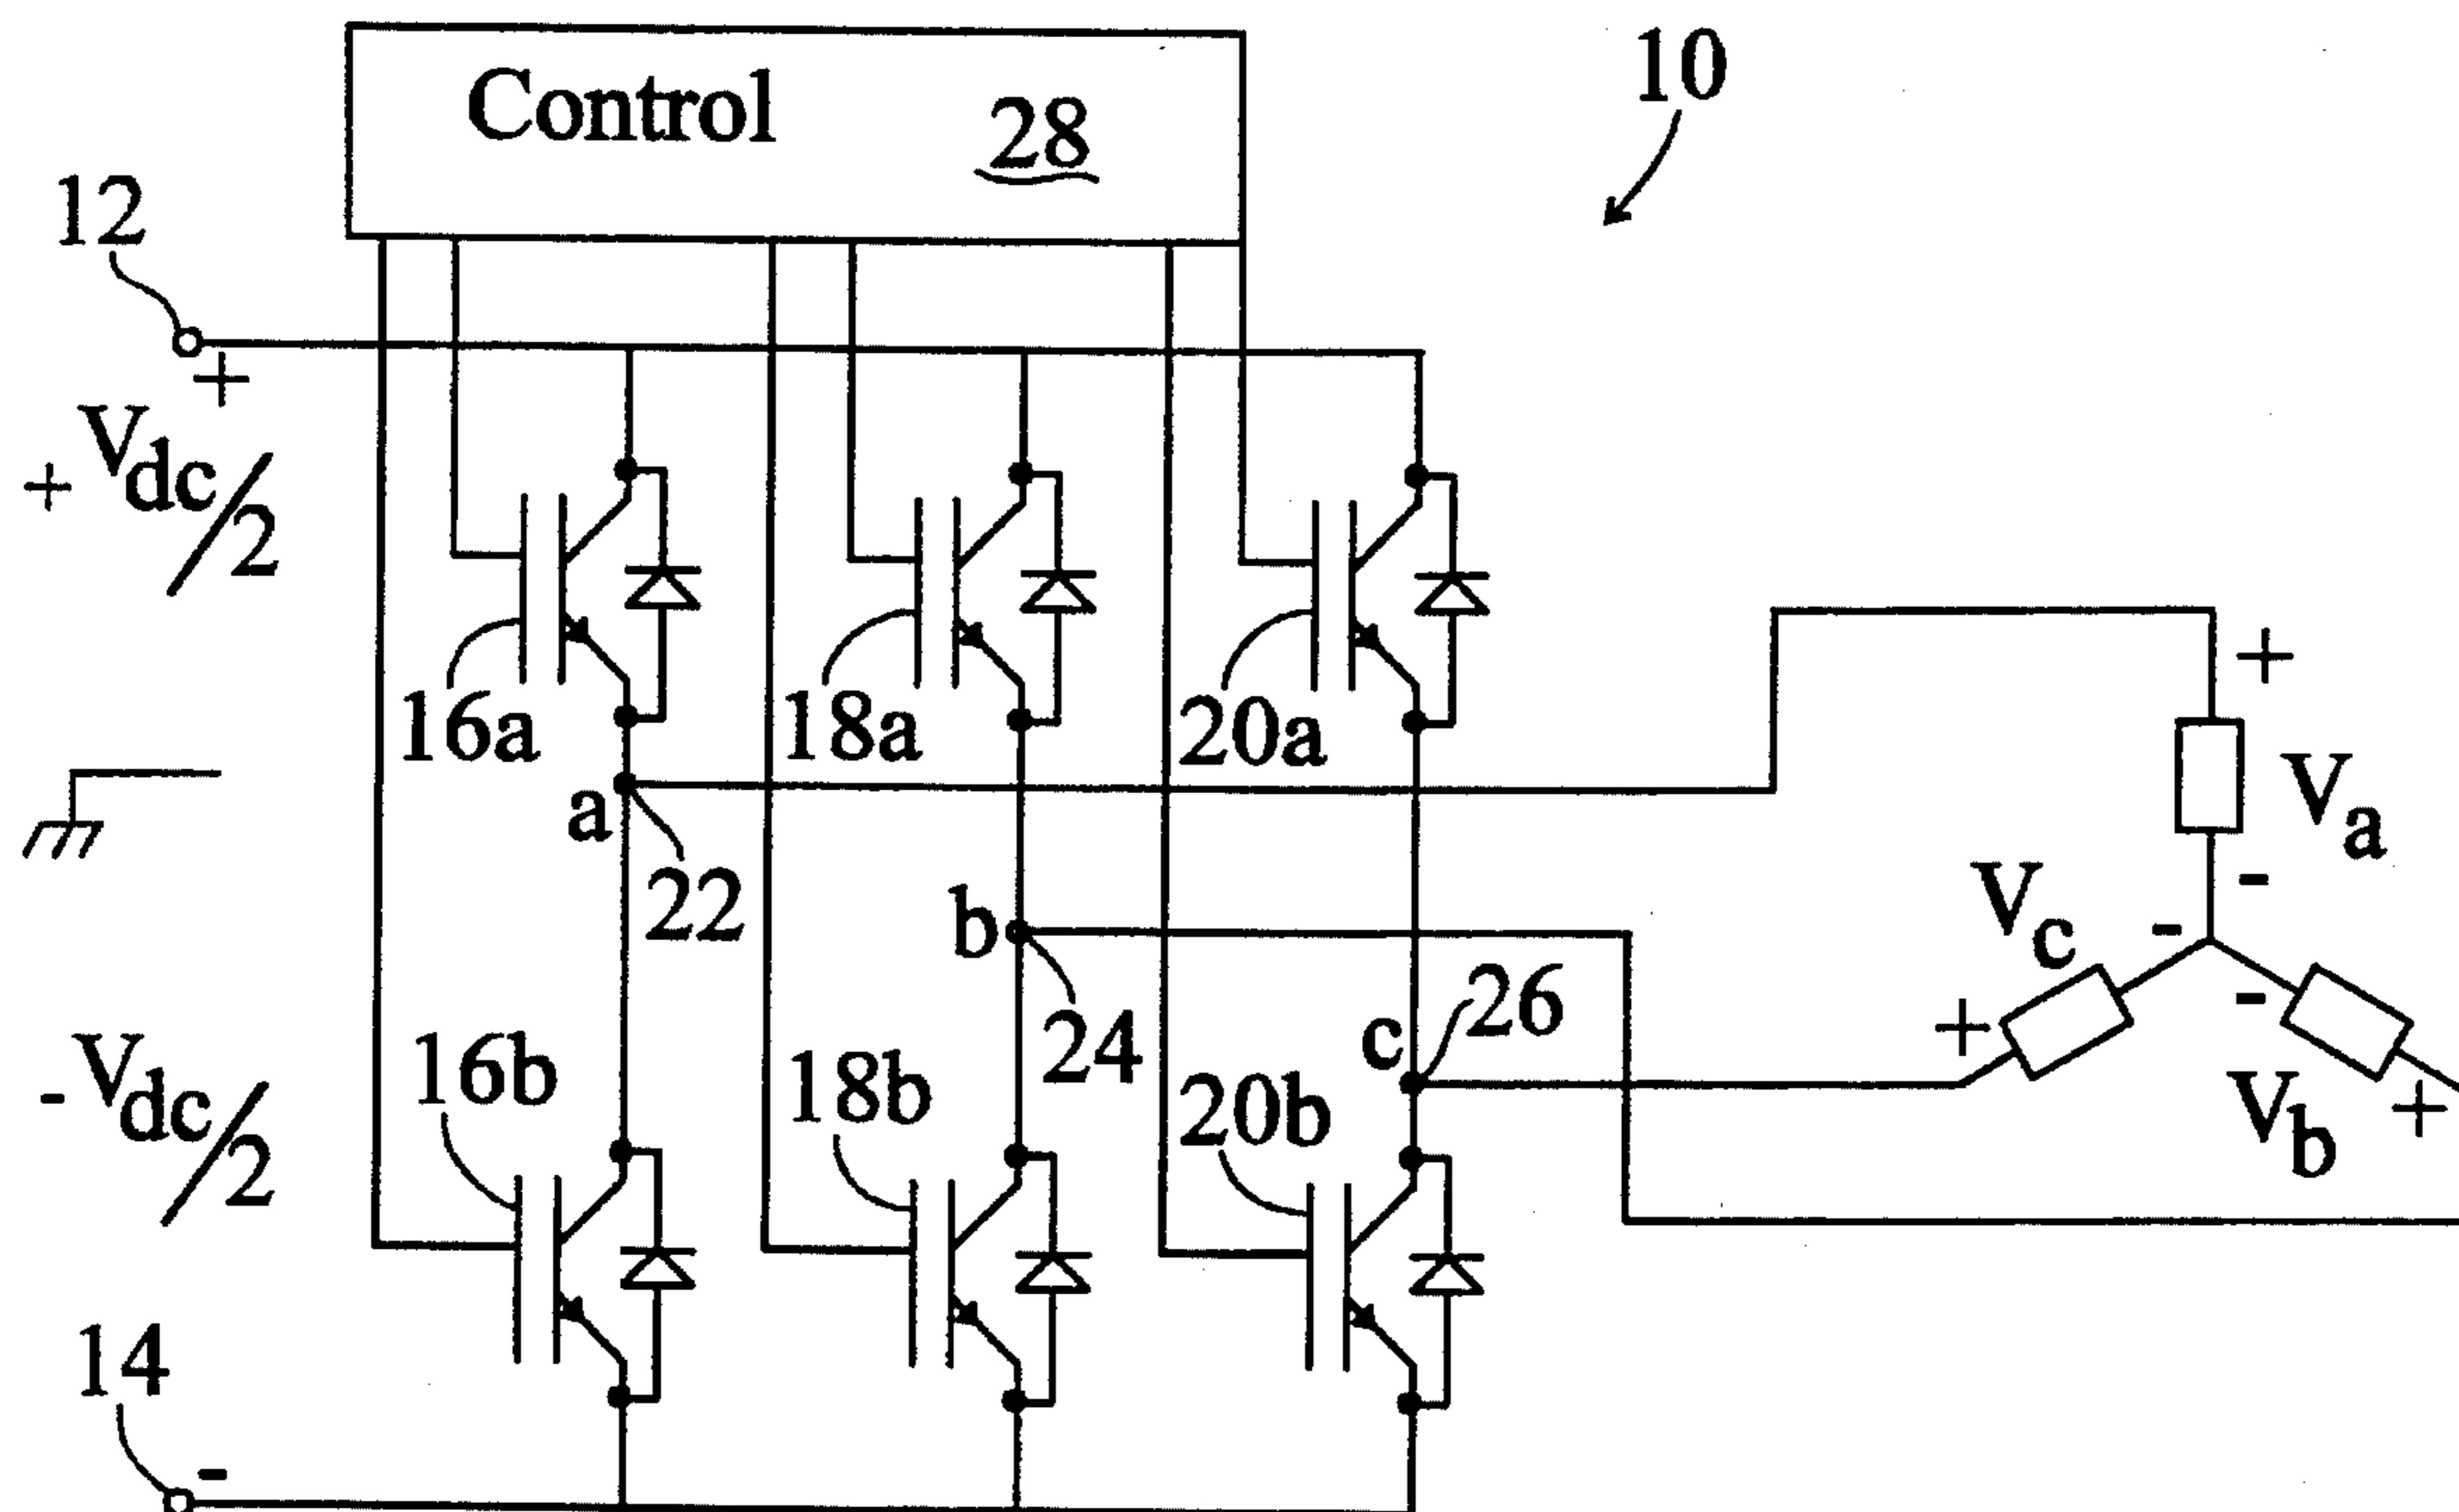 Control 28
10
12
+
+ Vdc/2
16a
18a
20a
+
Va
-
a
22
Vc
-
b
24
26
c
+
-
Vb
+
- Vdc/2
16b
18b
20b
14
-